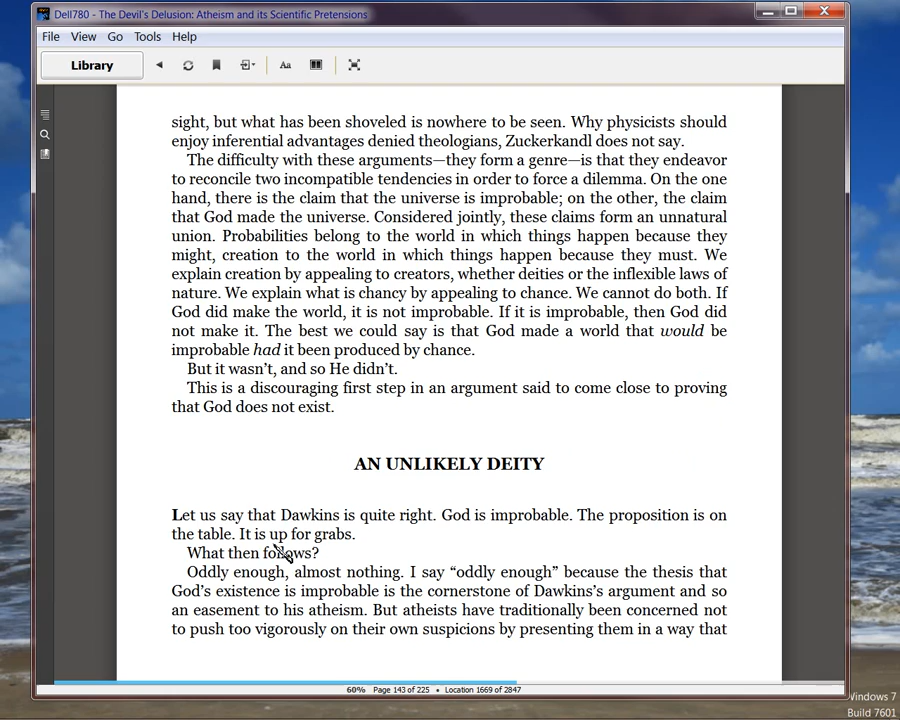 Dell780 - The Devil's Delusion: Atheism and its Scientific Pretensions
File View Go Tools Help
Library Aa
sight, but what has been shoveled is nowhere to be seen. Why physicists should
enjoy inferential advantages denied theologians, Zuckerkandl does not say.
The difficulty with these arguments—they form a genre—is that they endeavor
to reconcile two incompatible tendencies in order to force a dilemma. On the one
hand, there is the claim that the universe is improbable; on the other, the claim
that God made the universe. Considered jointly, these claims form an unnatural
union. Probabilities belong to the world in which things happen because they
might, creation to the world in which things happen because they must. We
explain creation by appealing to creators, whether deities or the inflexible laws of
nature. We explain what is chancy by appealing to chance. We cannot do both. If
God did make the world, it is not improbable. If it is improbable, then God did
not make it. The best we could say is that God made a world that would be
improbable had it been produced by chance.
But it wasn't, and so He didn't.
This is a discouraging first step in an argument said to come close to proving
that God does not exist.
AN UNLIKELY DEITY
Let us say that Dawkins is quite right. God is improbable. The proposition is on
the table. It is up for grabs.
What then follows?
Oddly enough, almost nothing. I say “oddly enough” because the thesis that
God's existence is improbable is the cornerstone of Dawkins's argument and so
an easement to his atheism. But atheists have traditionally been concerned not
to push too vigorously on their own suspicions by presenting them in a way that
60% Page 143 of 225 • Location 1669 of 2847
Windows 7
Build 7601